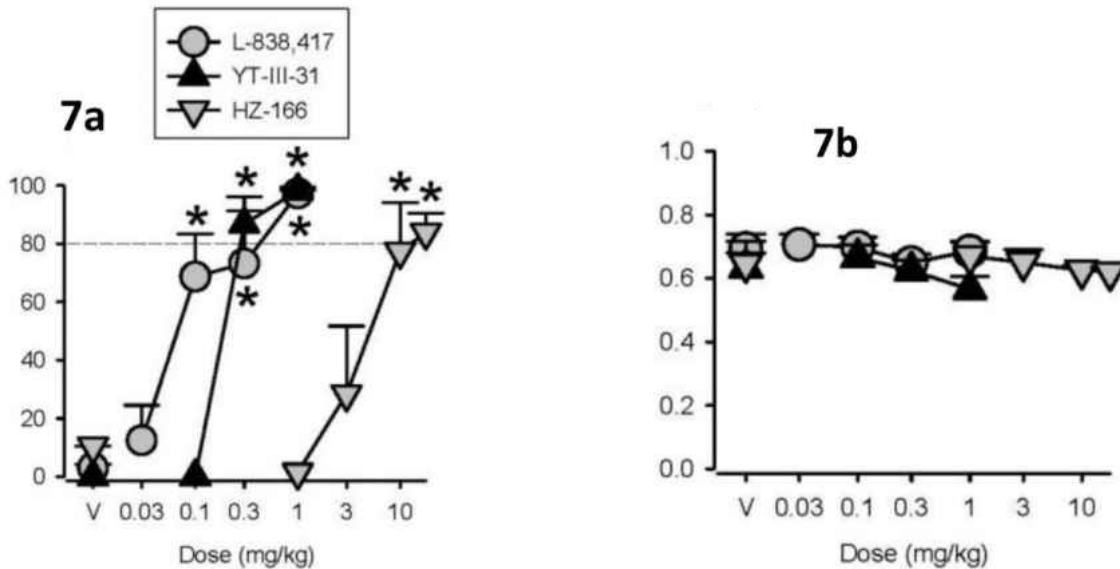 L-838,417
YT-III-31
HZ-166
7a
* * * * * * *
100
80
60
40
20
0
V 0.03 0.1 0.3 1 3 10
Dose (mg/kg)
7b
1.0
0.8
0.6
0.4
0.2
0.0
V 0.03 0.1 0.3 1 3 10
Dose (mg/kg)